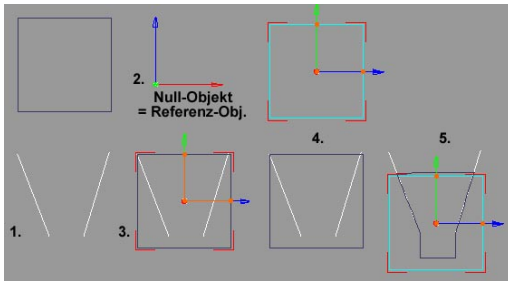 2.
Null-Objekt
= Referenz-Obj.
4.
5.
1.
3.